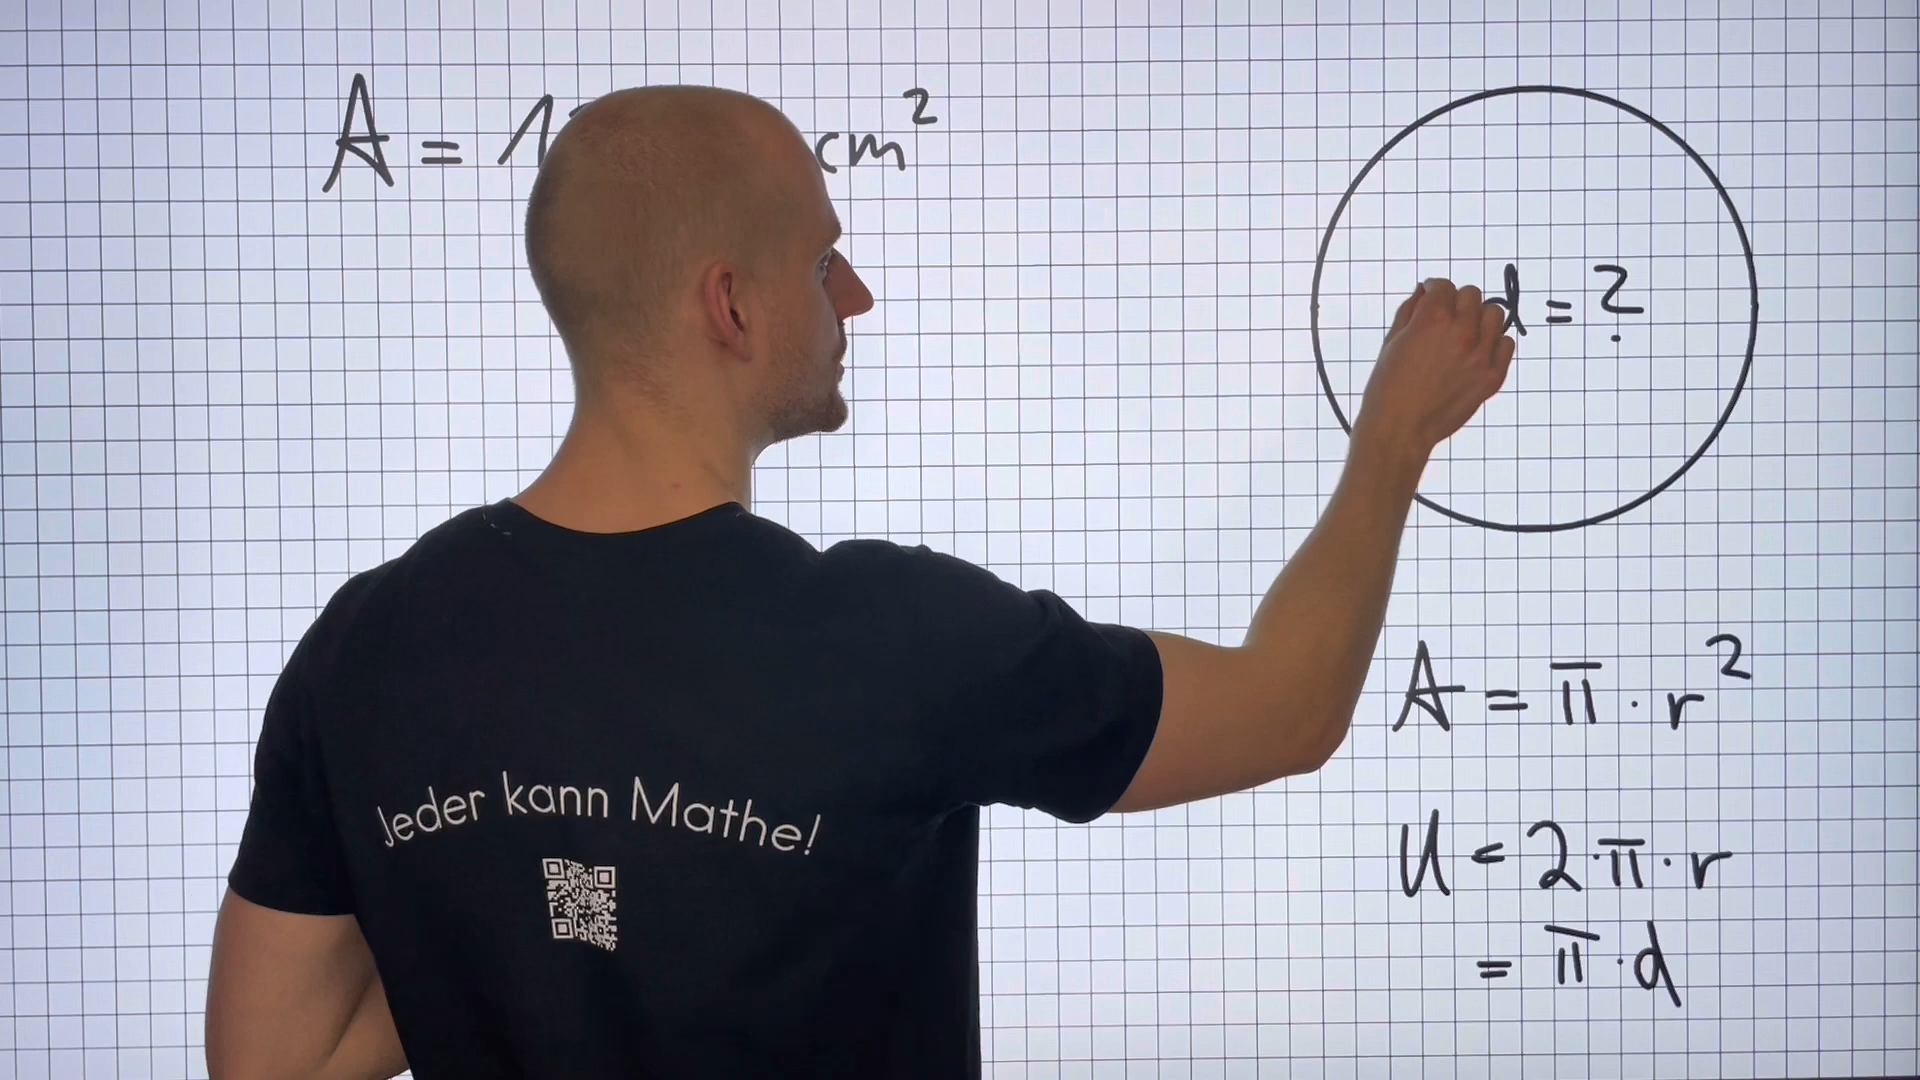 A = 1 cm²
d = ?
A = π · r²
U = 2 · π · r
= π · d
Jeder kann Mathe!